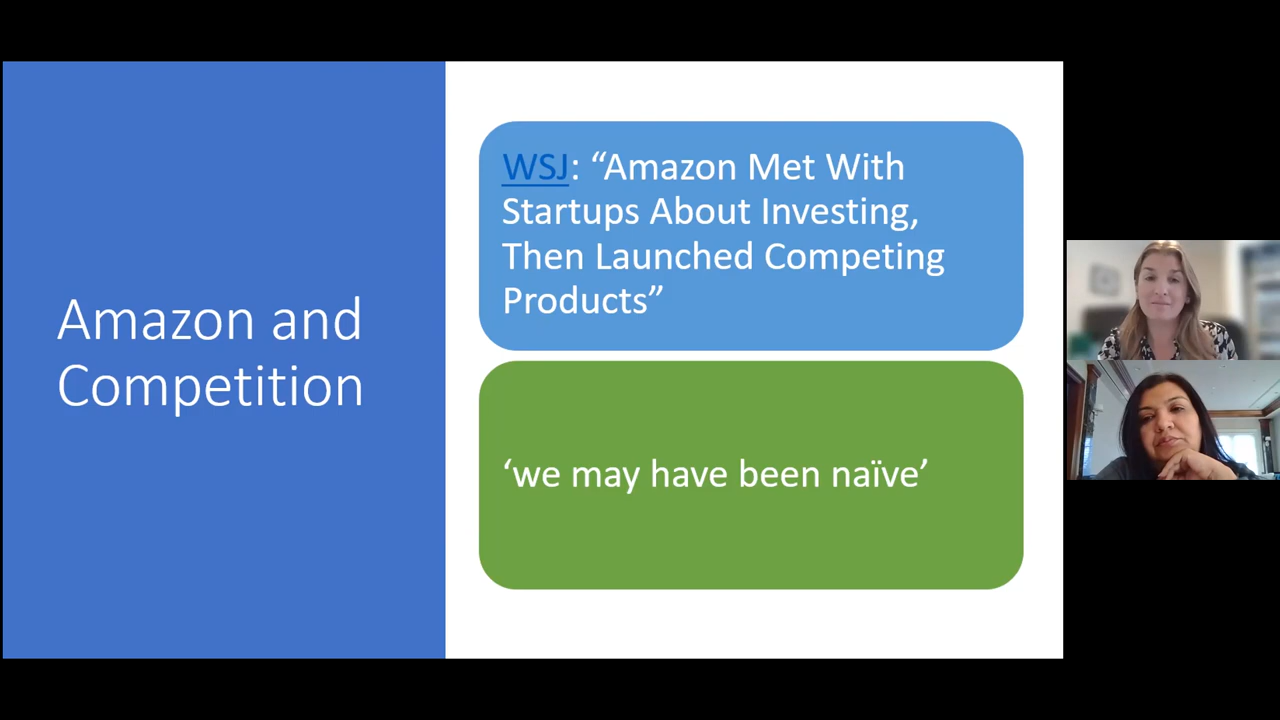 Amazon and
Competition
WSJ: “Amazon Met With
Startups About Investing,
Then Launched Competing
Products”
‘we may have been naïve’